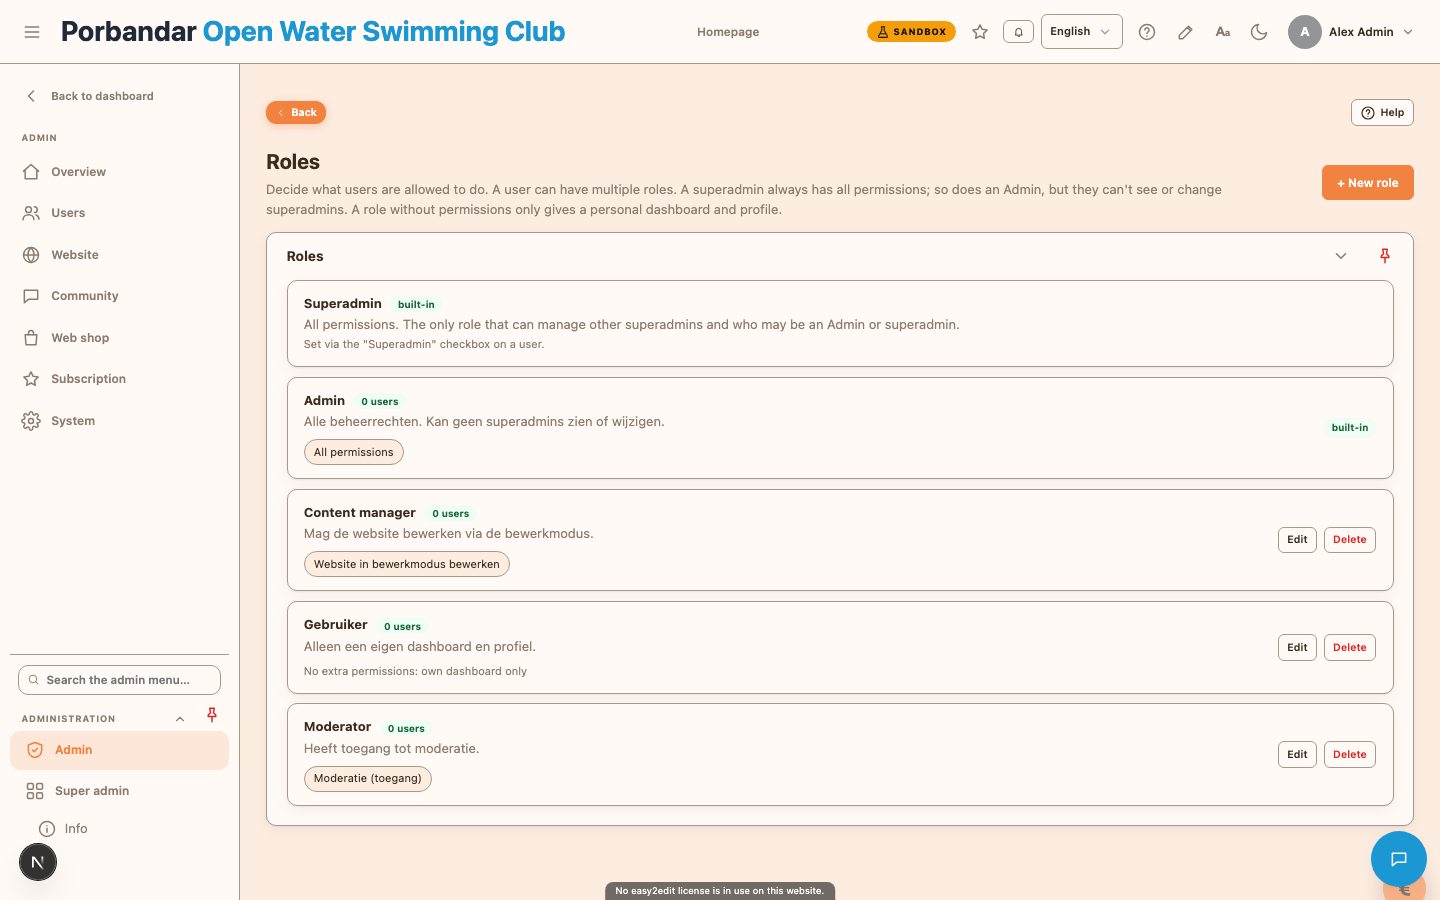 Porbandar Open Water Swimming Club
Homepage
SANDBOX
English
Aa
A
Alex Admin
Back to dashboard
ADMIN
Overview
Users
Website
Community
Web shop
Subscription
System
Search the admin menu...
ADMINISTRATION
Admin
Super admin
Info
N
Back
Help
Roles
Decide what users are allowed to do. A user can have multiple roles. A superadmin always has all permissions; so does an Admin, but they can't see or change
superadmins. A role without permissions only gives a personal dashboard and profile.
+ New role
Roles
Superadmin built-in
All permissions. The only role that can manage other superadmins and who may be an Admin or superadmin.
Set via the "Superadmin" checkbox on a user.
Admin 0 users
Alle beheerrechten. Kan geen superadmins zien of wijzigen.
All permissions
built-in
Content manager 0 users
Mag de website bewerken via de bewerkmodus.
Website in bewerkmodus bewerken
Edit Delete
Gebruiker 0 users
Alleen een eigen dashboard en profiel.
No extra permissions: own dashboard only
Edit Delete
Moderator 0 users
Heeft toegang tot moderatie.
Moderatie (toegang)
Edit Delete
No easy2edit license is in use on this website.
€